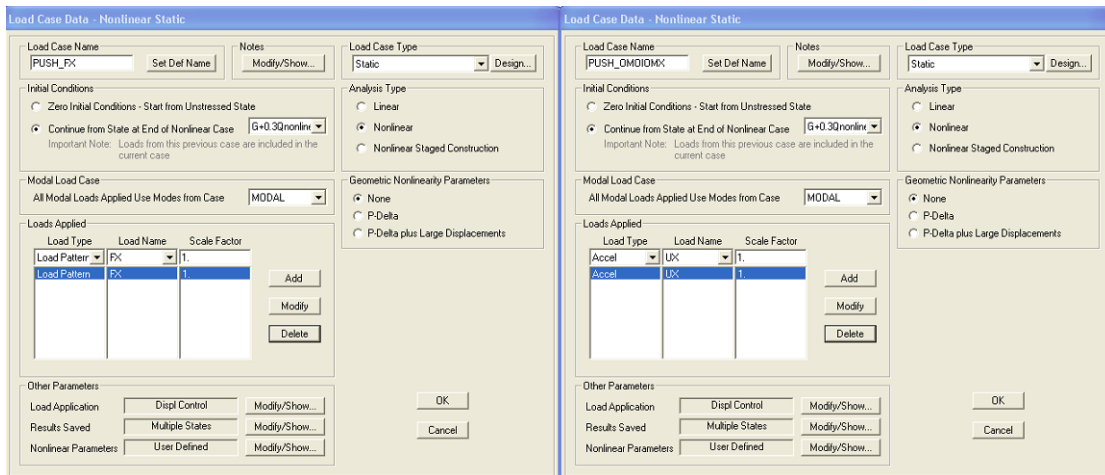 Load Case Data - Nonlinear Static
Load Case Name
PUSH_FX
Set Def Name
Notes
Modify/Show...
Load Case Type
Static
Design...
Initial Conditions
Zero Initial Conditions - Start from Unstressed State
Continue from State at End of Nonlinear Case
G+0.3Qnonline
Important Note: Loads from this previous case are included in the
current case
Analysis Type
Linear
Nonlinear
Nonlinear Staged Construction
Modal Load Case
All Modal Loads Applied Use Modes from Case
MODAL
Geometric Nonlinearity Parameters
None
P-Delta
P-Delta plus Large Displacements
Loads Applied
Load Type Load Name Scale Factor
Load Pattern FX 1.
Load Pattern FX 1.
Add
Modify
Delete
Other Parameters
Load Application Displ Control Modify/Show...
Results Saved Multiple States Modify/Show...
Nonlinear Parameters User Defined Modify/Show...
OK
Cancel
Load Case Data - Nonlinear Static
Load Case Name
PUSH_OMOIOMX
Set Def Name
Notes
Modify/Show...
Load Case Type
Static
Design...
Initial Conditions
Zero Initial Conditions - Start from Unstressed State
Continue from State at End of Nonlinear Case
G+0.3Qnonline
Important Note: Loads from this previous case are included in the
current case
Analysis Type
Linear
Nonlinear
Nonlinear Staged Construction
Modal Load Case
All Modal Loads Applied Use Modes from Case
MODAL
Geometric Nonlinearity Parameters
None
P-Delta
P-Delta plus Large Displacements
Loads Applied
Load Type Load Name Scale Factor
Accel UX 1.
Accel UX 1.
Add
Modify
Delete
Other Parameters
Load Application Displ Control Modify/Show...
Results Saved Multiple States Modify/Show...
Nonlinear Parameters User Defined Modify/Show...
OK
Cancel